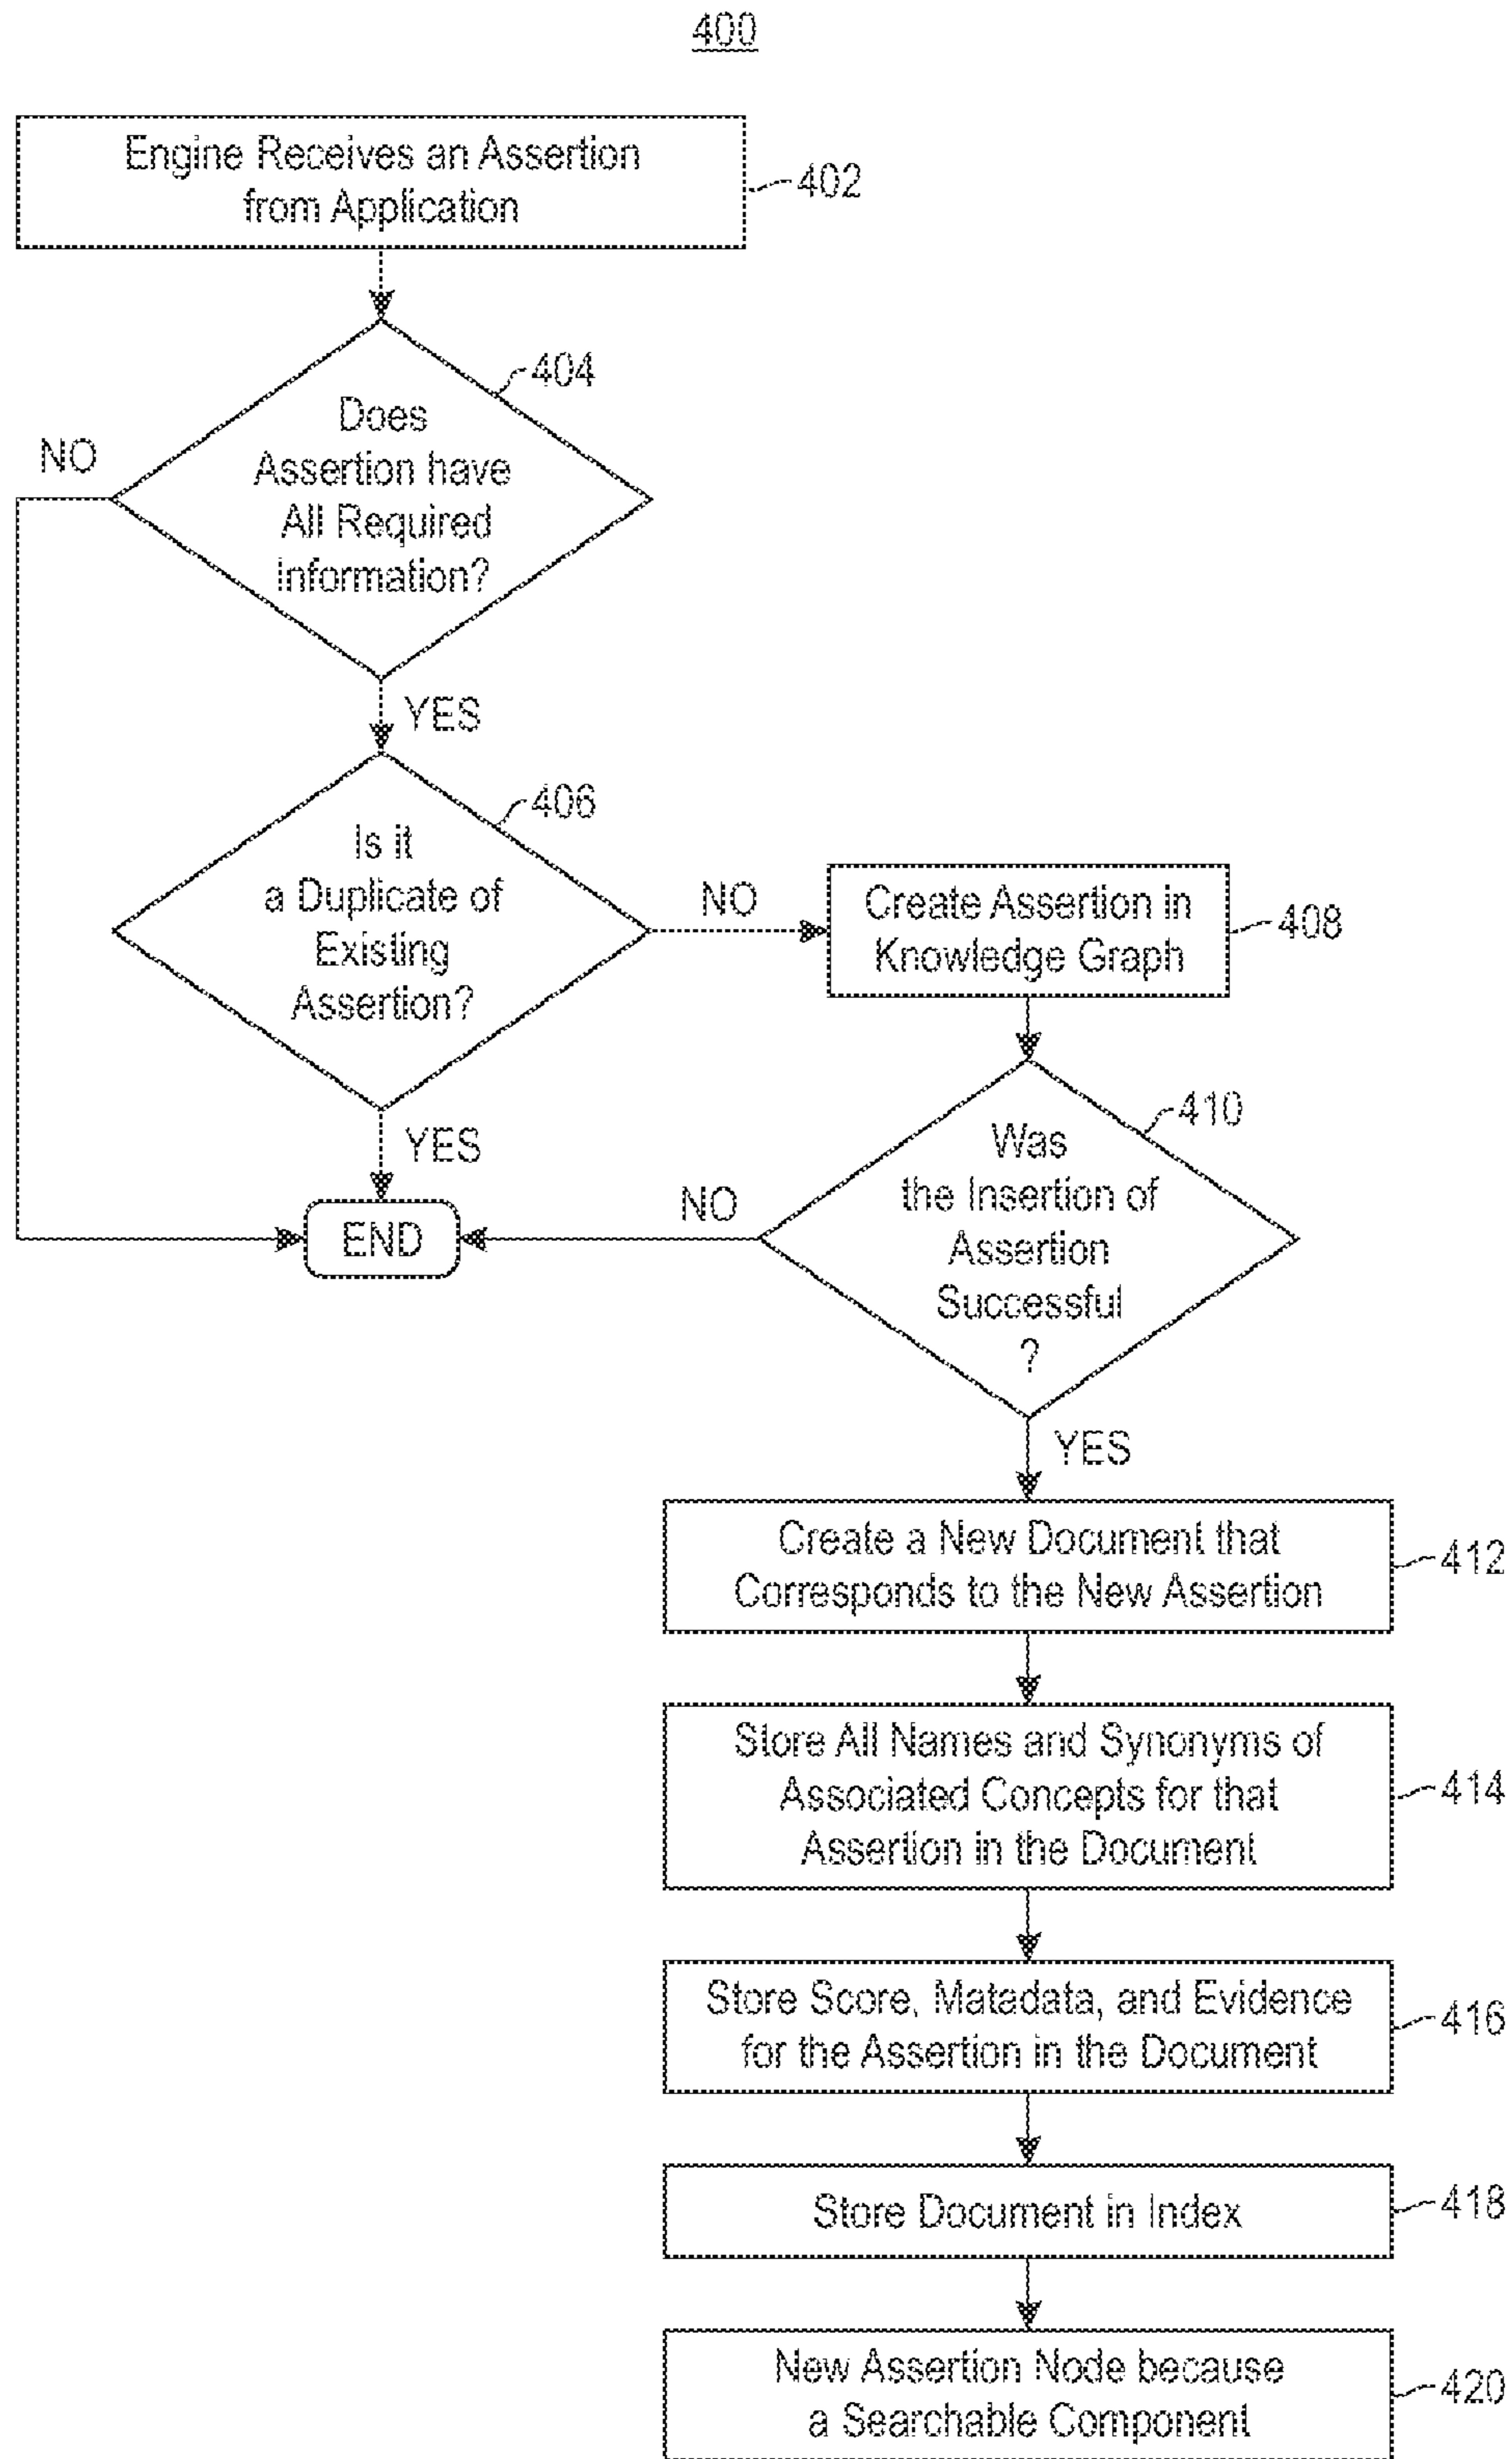 400
Engine Receives an Assertion
from Application
402
404
Does
Assertion have
All Required
Information?
NO
YES
406
Is it
a Duplicate of
Existing
Assertion?
NO
Create Assertion in
Knowledge Graph
408
YES
END
410
Was
the Insertion of
Assertion
Successful
?
NO
YES
Create a New Document that
Corresponds to the New Assertion
412
Store All Names and Synonyms of
Associated Concepts for that
Assertion in the Document
414
Store Score, Matadata, and Evidence
for the Assertion in the Document
416
Store Document in Index
418
New Assertion Node because
a Searchable Component
420